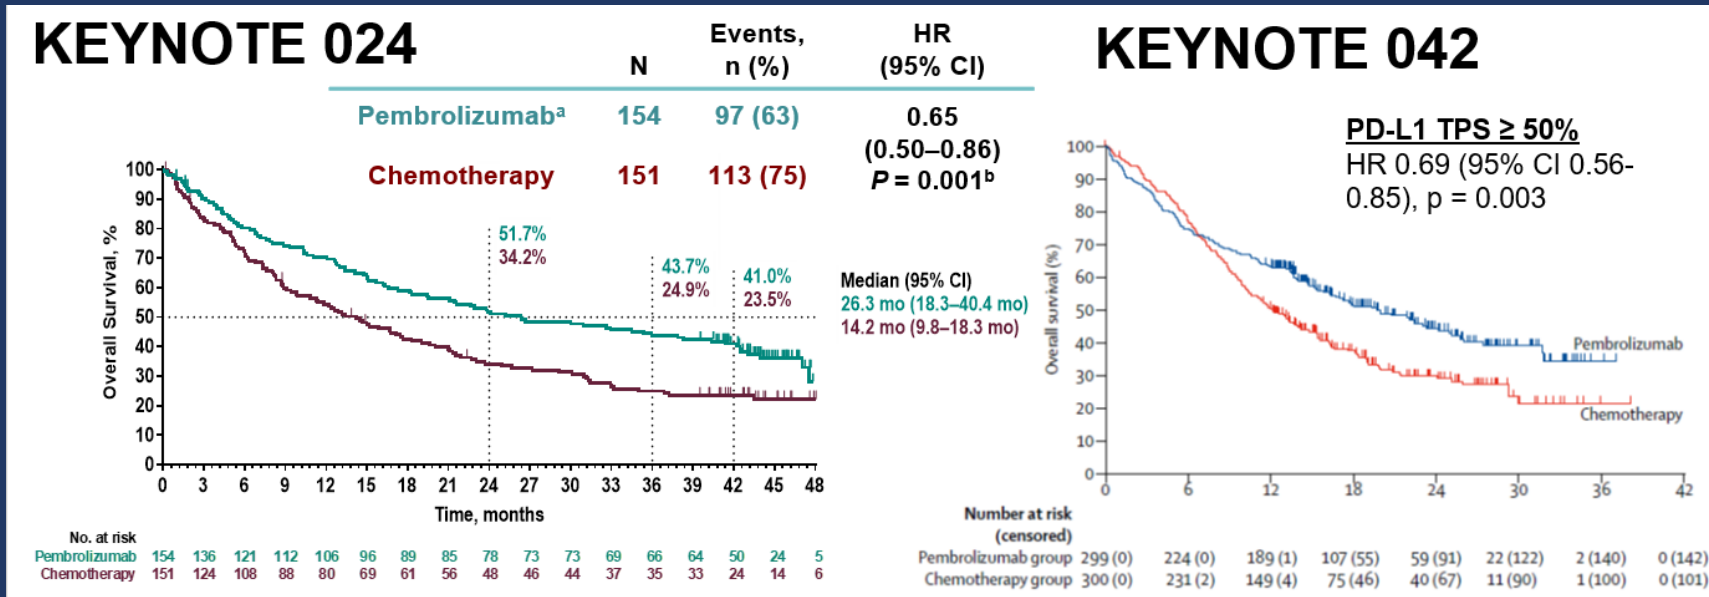 KEYNOTE 024
N
Events,
n (%)
HR
(95% CI)
Pembrolizumabᵃ 154 97 (63)
Chemotherapy 151 113 (75)
0.65
(0.50–0.86)
P = 0.001ᵇ
100
90
80
70
60
50
40
30
20
10
0
Overall Survival, %
51.7%
34.2%
43.7%
24.9%
41.0%
23.5%
Median (95% CI)
26.3 mo (18.3–40.4 mo)
14.2 mo (9.8–18.3 mo)
0 3 6 9 12 15 18 21 24 27 30 33 36 39 42 45 48
Time, months
No. at risk
Pembrolizumab 154 136 121 112 106 96 89 85 78 73 73 69 66 64 50 24 5
Chemotherapy 151 124 108 88 80 69 61 56 48 46 44 37 35 33 24 14 6
KEYNOTE 042
PD-L1 TPS ≥ 50%
HR 0.69 (95% CI 0.56-
0.85), p = 0.003
100
90
80
70
60
50
40
30
20
10
0
Overall survival (%)
Pembrolizumab
Chemotherapy
0 6 12 18 24 30 36 42
Number at risk
(censored)
Pembrolizumab group 299 (0) 224 (0) 189 (1) 107 (55) 59 (91) 22 (122) 2 (140) 0 (142)
Chemotherapy group 300 (0) 231 (2) 149 (4) 75 (46) 40 (67) 11 (90) 1 (100) 0 (101)